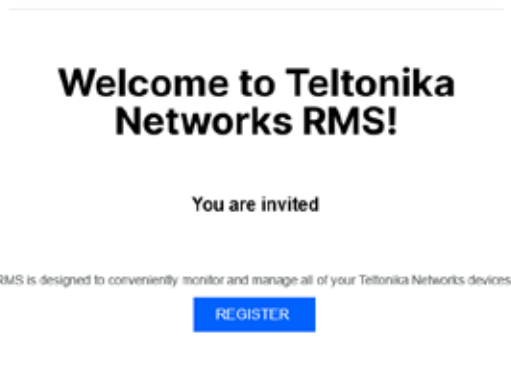 Welcome to Teltonika
Networks RMS!
You are invited
RMS is designed to conveniently monitor and manage all of your Teltonika Networks devices
REGISTER